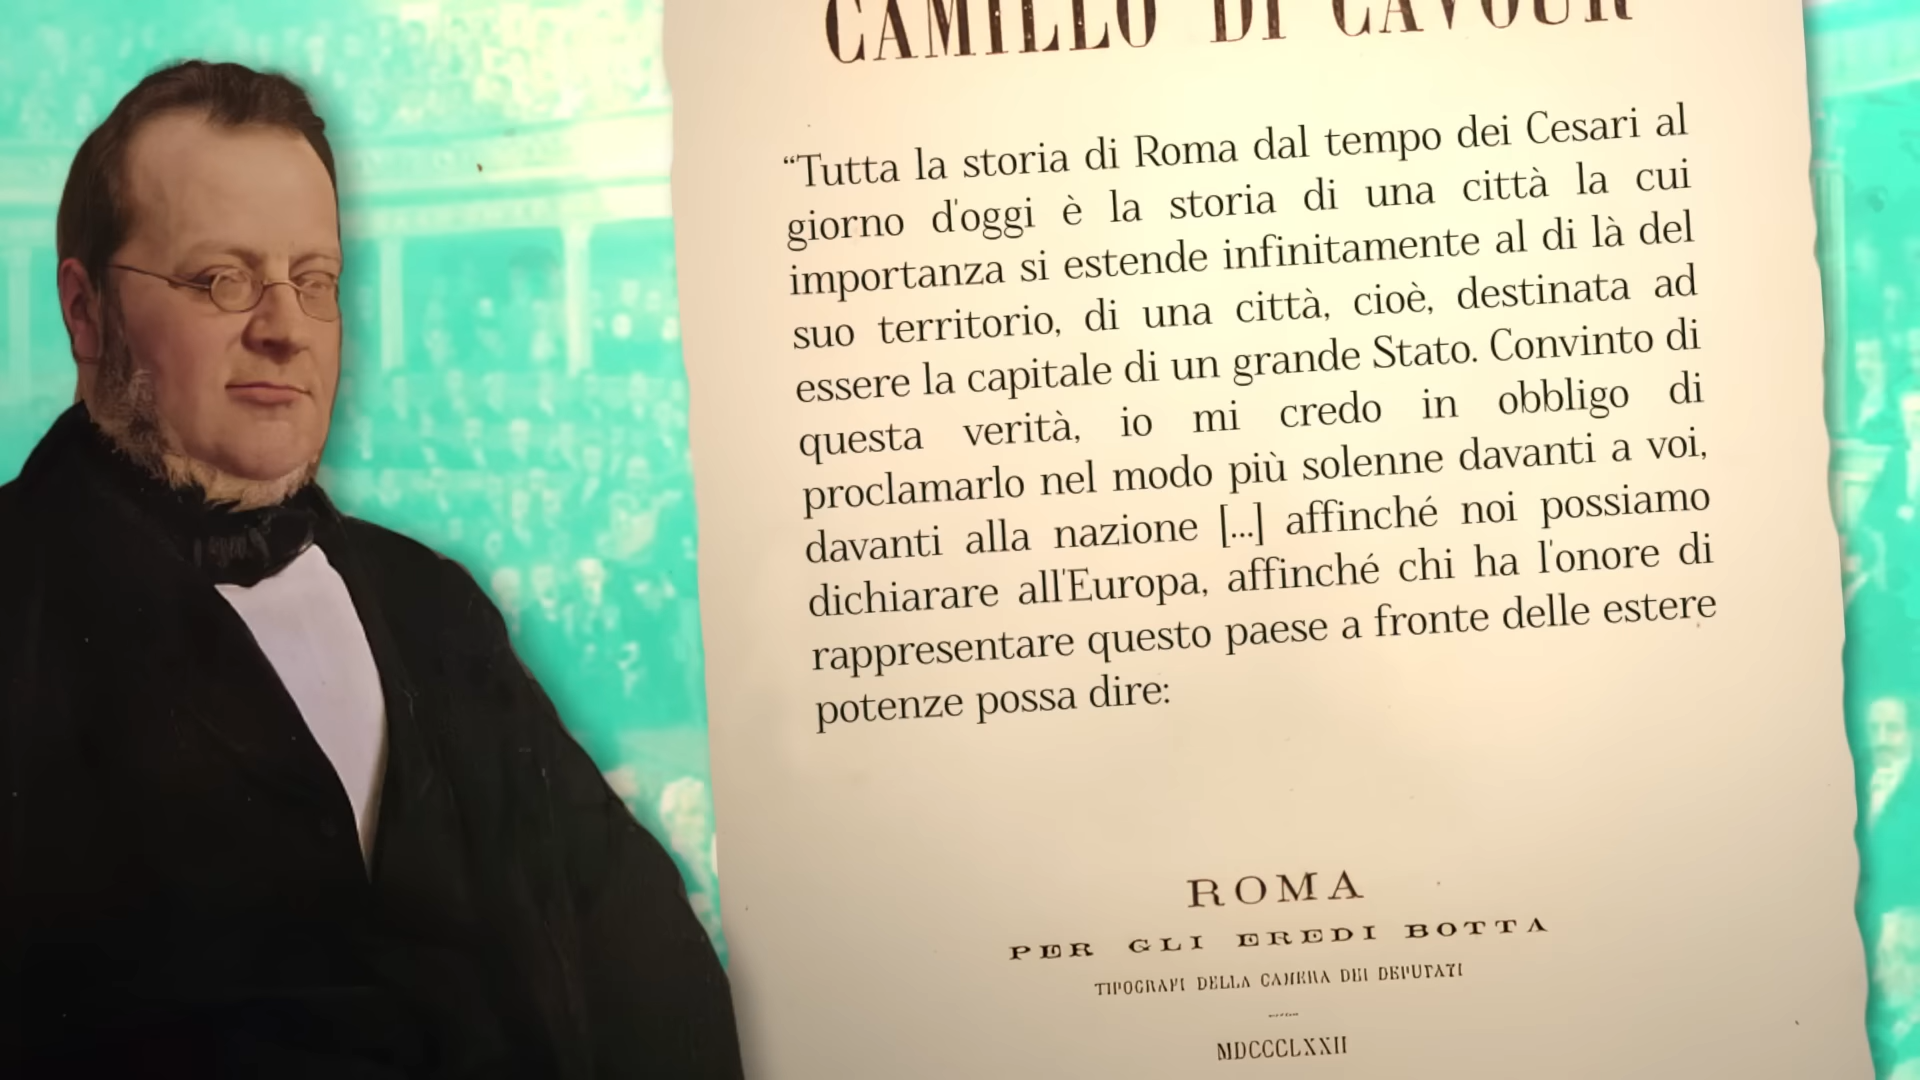 CAMILLO DI CAVOUR
“Tutta la storia di Roma dal tempo dei Cesari al
giorno d'oggi è la storia di una città la cui
importanza si estende infinitamente al di là del
suo territorio, di una città, cioè, destinata ad
essere la capitale di un grande Stato. Convinto di
questa verità, io mi credo in obbligo di
proclamarlo nel modo più solenne davanti a voi,
davanti alla nazione [...] affinché noi possiamo
dichiarare all'Europa, affinché chi ha l'onore di
rappresentare questo paese a fronte delle estere
potenze possa dire:
ROMA
PER GLI EREDI BOTTA
TIPOGRAFI DELLA CAMERA DEI DEPUTATI
MDCCCLXXII